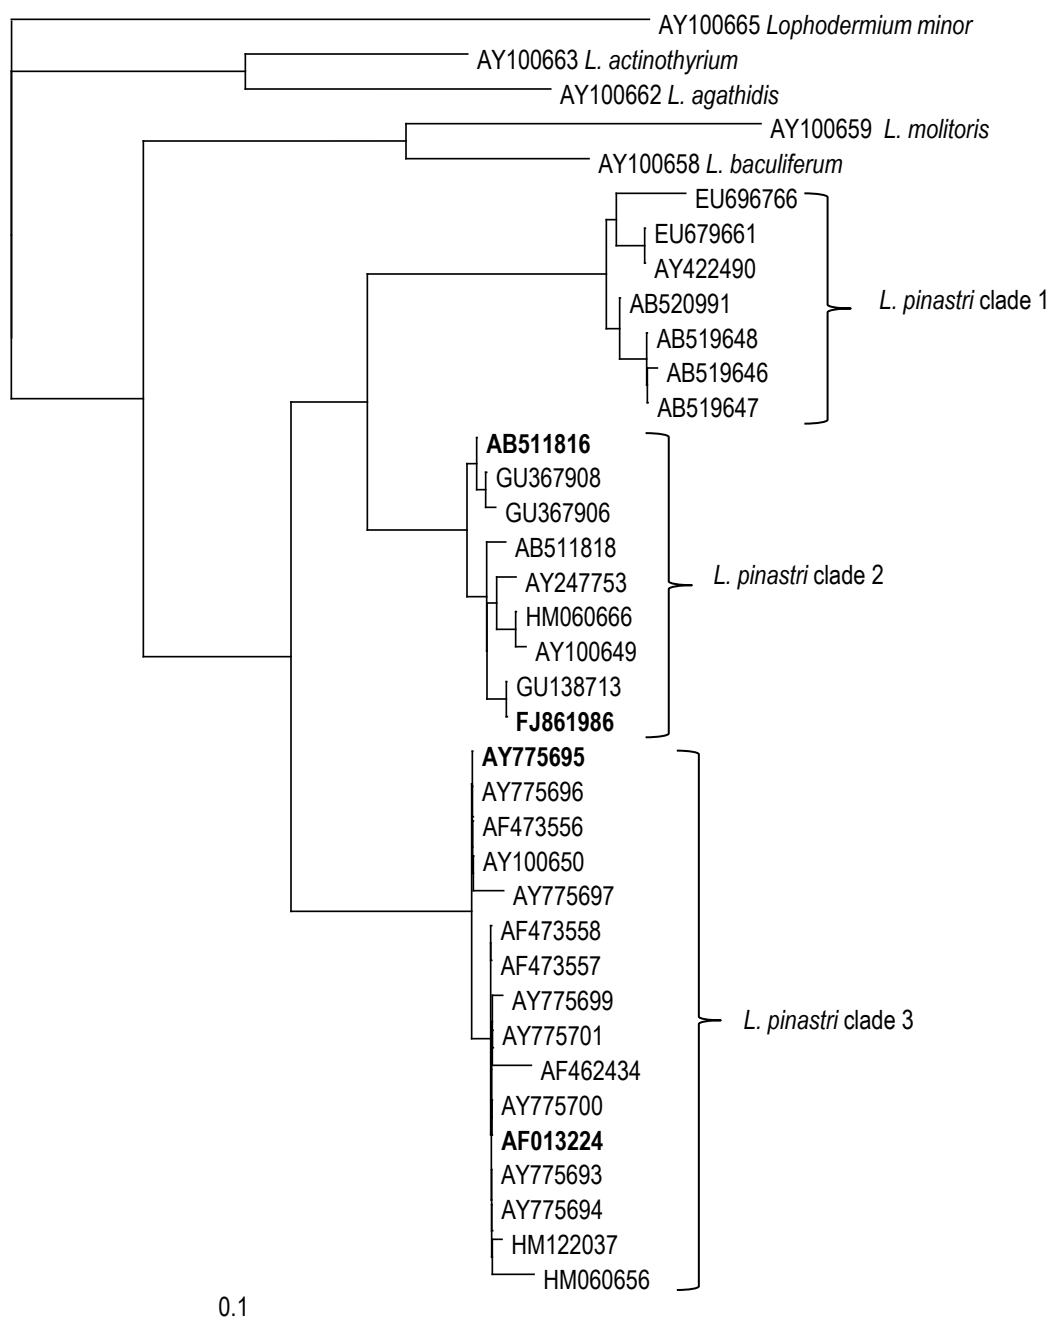 AY100665 Lophodermium minor
AY100663 L. actinothyrium
AY100662 L. agathidis
AY100659 L. molitoris
AY100658 L. baculiferum
EU696766
EU679661
AY422490
AB520991
L. pinastri clade 1
AB519648
AB519646
AB519647
AB511816
GU367908
GU367906
AB511818
AY247753
L. pinastri clade 2
HM060666
AY100649
GU138713
FJ861986
AY775695
AY775696
AF473556
AY100650
AY775697
AF473558
AF473557
AY775699
L. pinastri clade 3
AY775701
AF462434
AY775700
AF013224
AY775693
AY775694
HM122037
HM060656
0.1